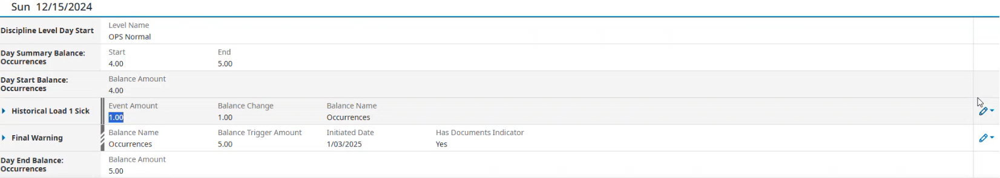 Sun 12/15/2024
Discipline Level Day Start
Level Name
OPS Normal
Day Summary Balance:
Occurrences
Start End
4.00 5.00
Day Start Balance:
Occurrences
Balance Amount
4.00
Historical Load 1 Sick
Event Amount Balance Change Balance Name
1.00 1.00 Occurrences
Final Warning
Balance Name Balance Trigger Amount Initiated Date Has Documents Indicator
Occurrences 5.00 1/03/2025 Yes
Day End Balance:
Occurrences
Balance Amount
5.00